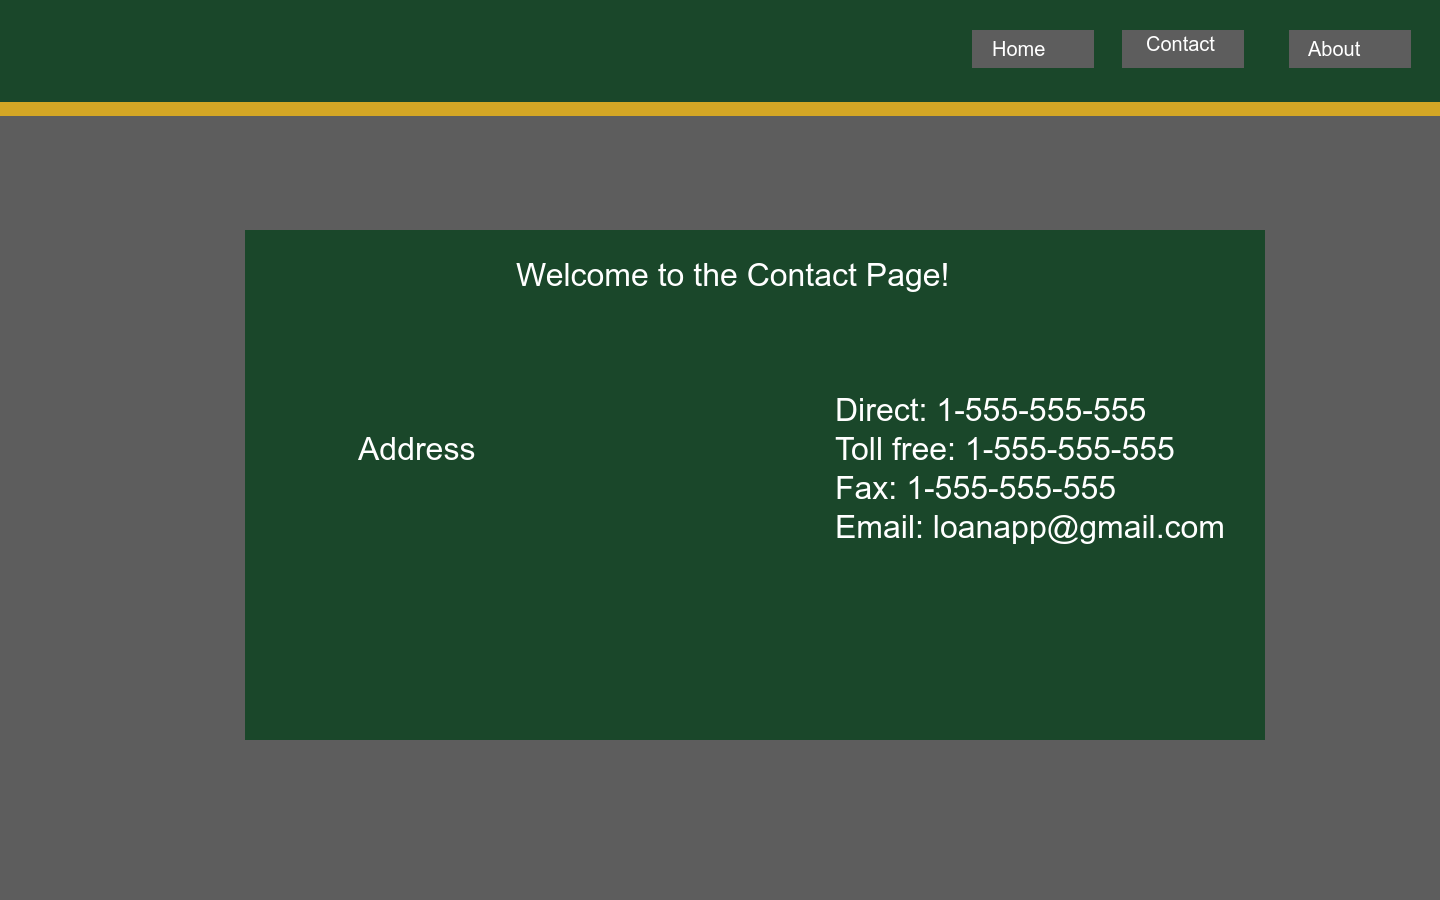 Home
Contact
About
Welcome to the Contact Page!
Address
Direct: 1-555-555-555
Toll free: 1-555-555-555
Fax: 1-555-555-555
Email: loanapp@gmail.com